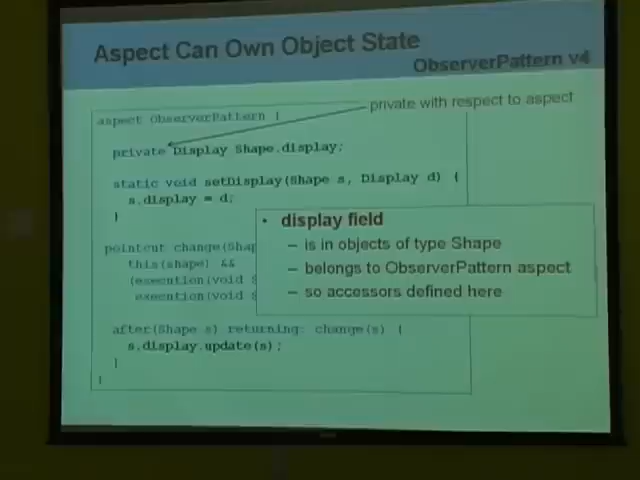 Aspect Can Own Object State
ObserverPattern v4
private with respect to aspect
aspect ObserverPattern {
private Display Shape.display;
static void setDisplay(Shape s, Display d) {
s.display = d;
}
pointcut change(Shap
this(shape) &&
(execution(void S
execution(void S
• display field
– is in objects of type Shape
– belongs to ObserverPattern aspect
– so accessors defined here
after(Shape s) returning: change(s) {
s.display.update(s);
}
}